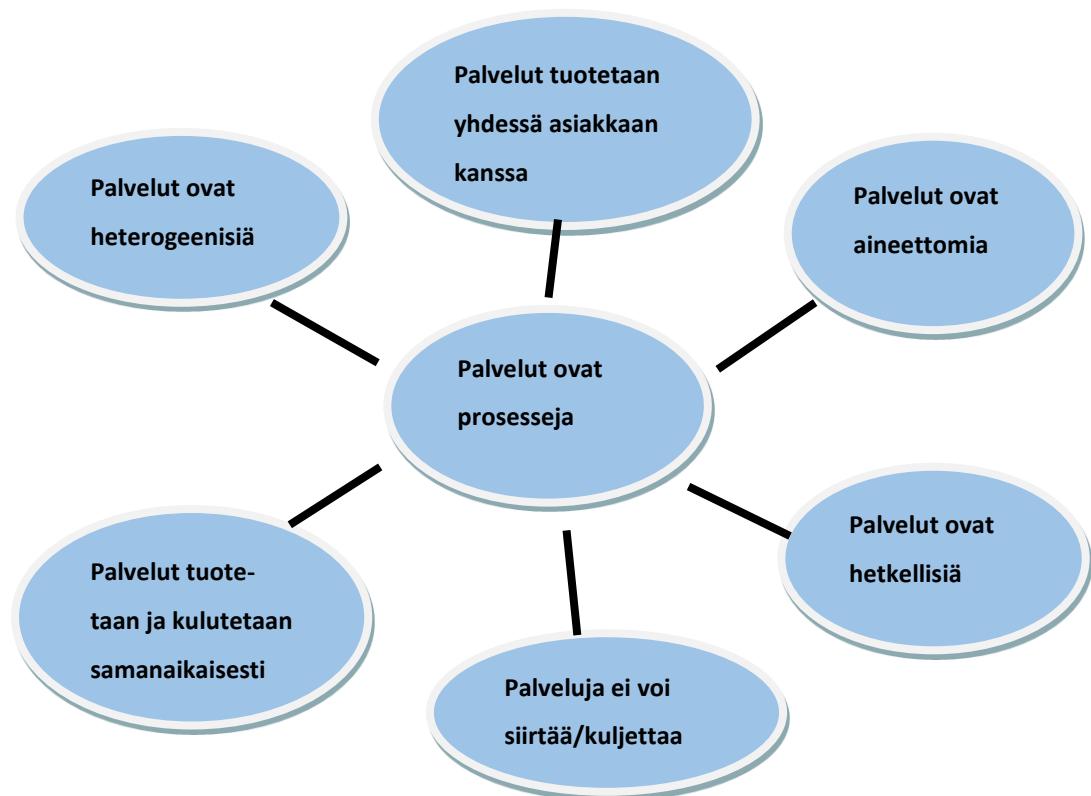 Palvelut tuotetaan
yhdessä asiakkaan
kanssa
Palvelut ovat
heterogeenisiä
Palvelut ovat
aineettomia
Palvelut ovat
prosesseja
Palvelut ovat
hetkellisiä
Palvelut tuote-
taan ja kulutetaan
samanaikaisesti
Palveluja ei voi
siirtää/kuljettaa